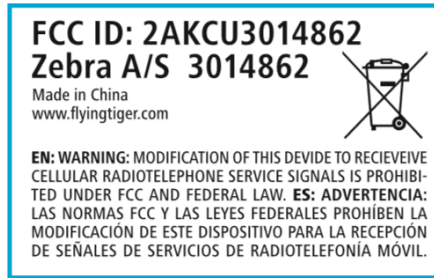 FCC ID: 2AKCU3014862
Zebra A/S 3014862
Made in China
www.flyingtiger.com
EN: WARNING: MODIFICATION OF THIS DEVIDE TO RECIEVEIVE
CELLULAR RADIOTELEPHONE SERVICE SIGNALS IS PROHIBI-
TED UNDER FCC AND FEDERAL LAW. ES: ADVERTENCIA:
LAS NORMAS FCC Y LAS LEYES FEDERALES PROHÍBEN LA
MODIFICACIÓN DE ESTE DISPOSITIVO PARA LA RECEPCIÓN
DE SEÑALES DE SERVICIOS DE RADIOTELEFONÍA MÓVIL.